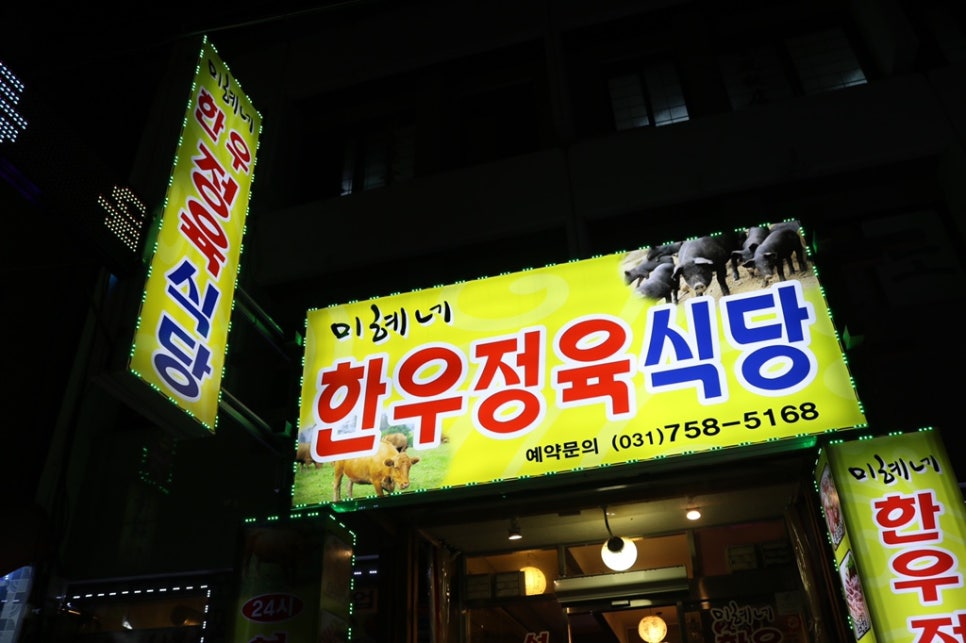 미혜네
한우
정육
식당
미혜네
한우정육식당
예약문의 (031)758-5168
미혜네
한우
24시